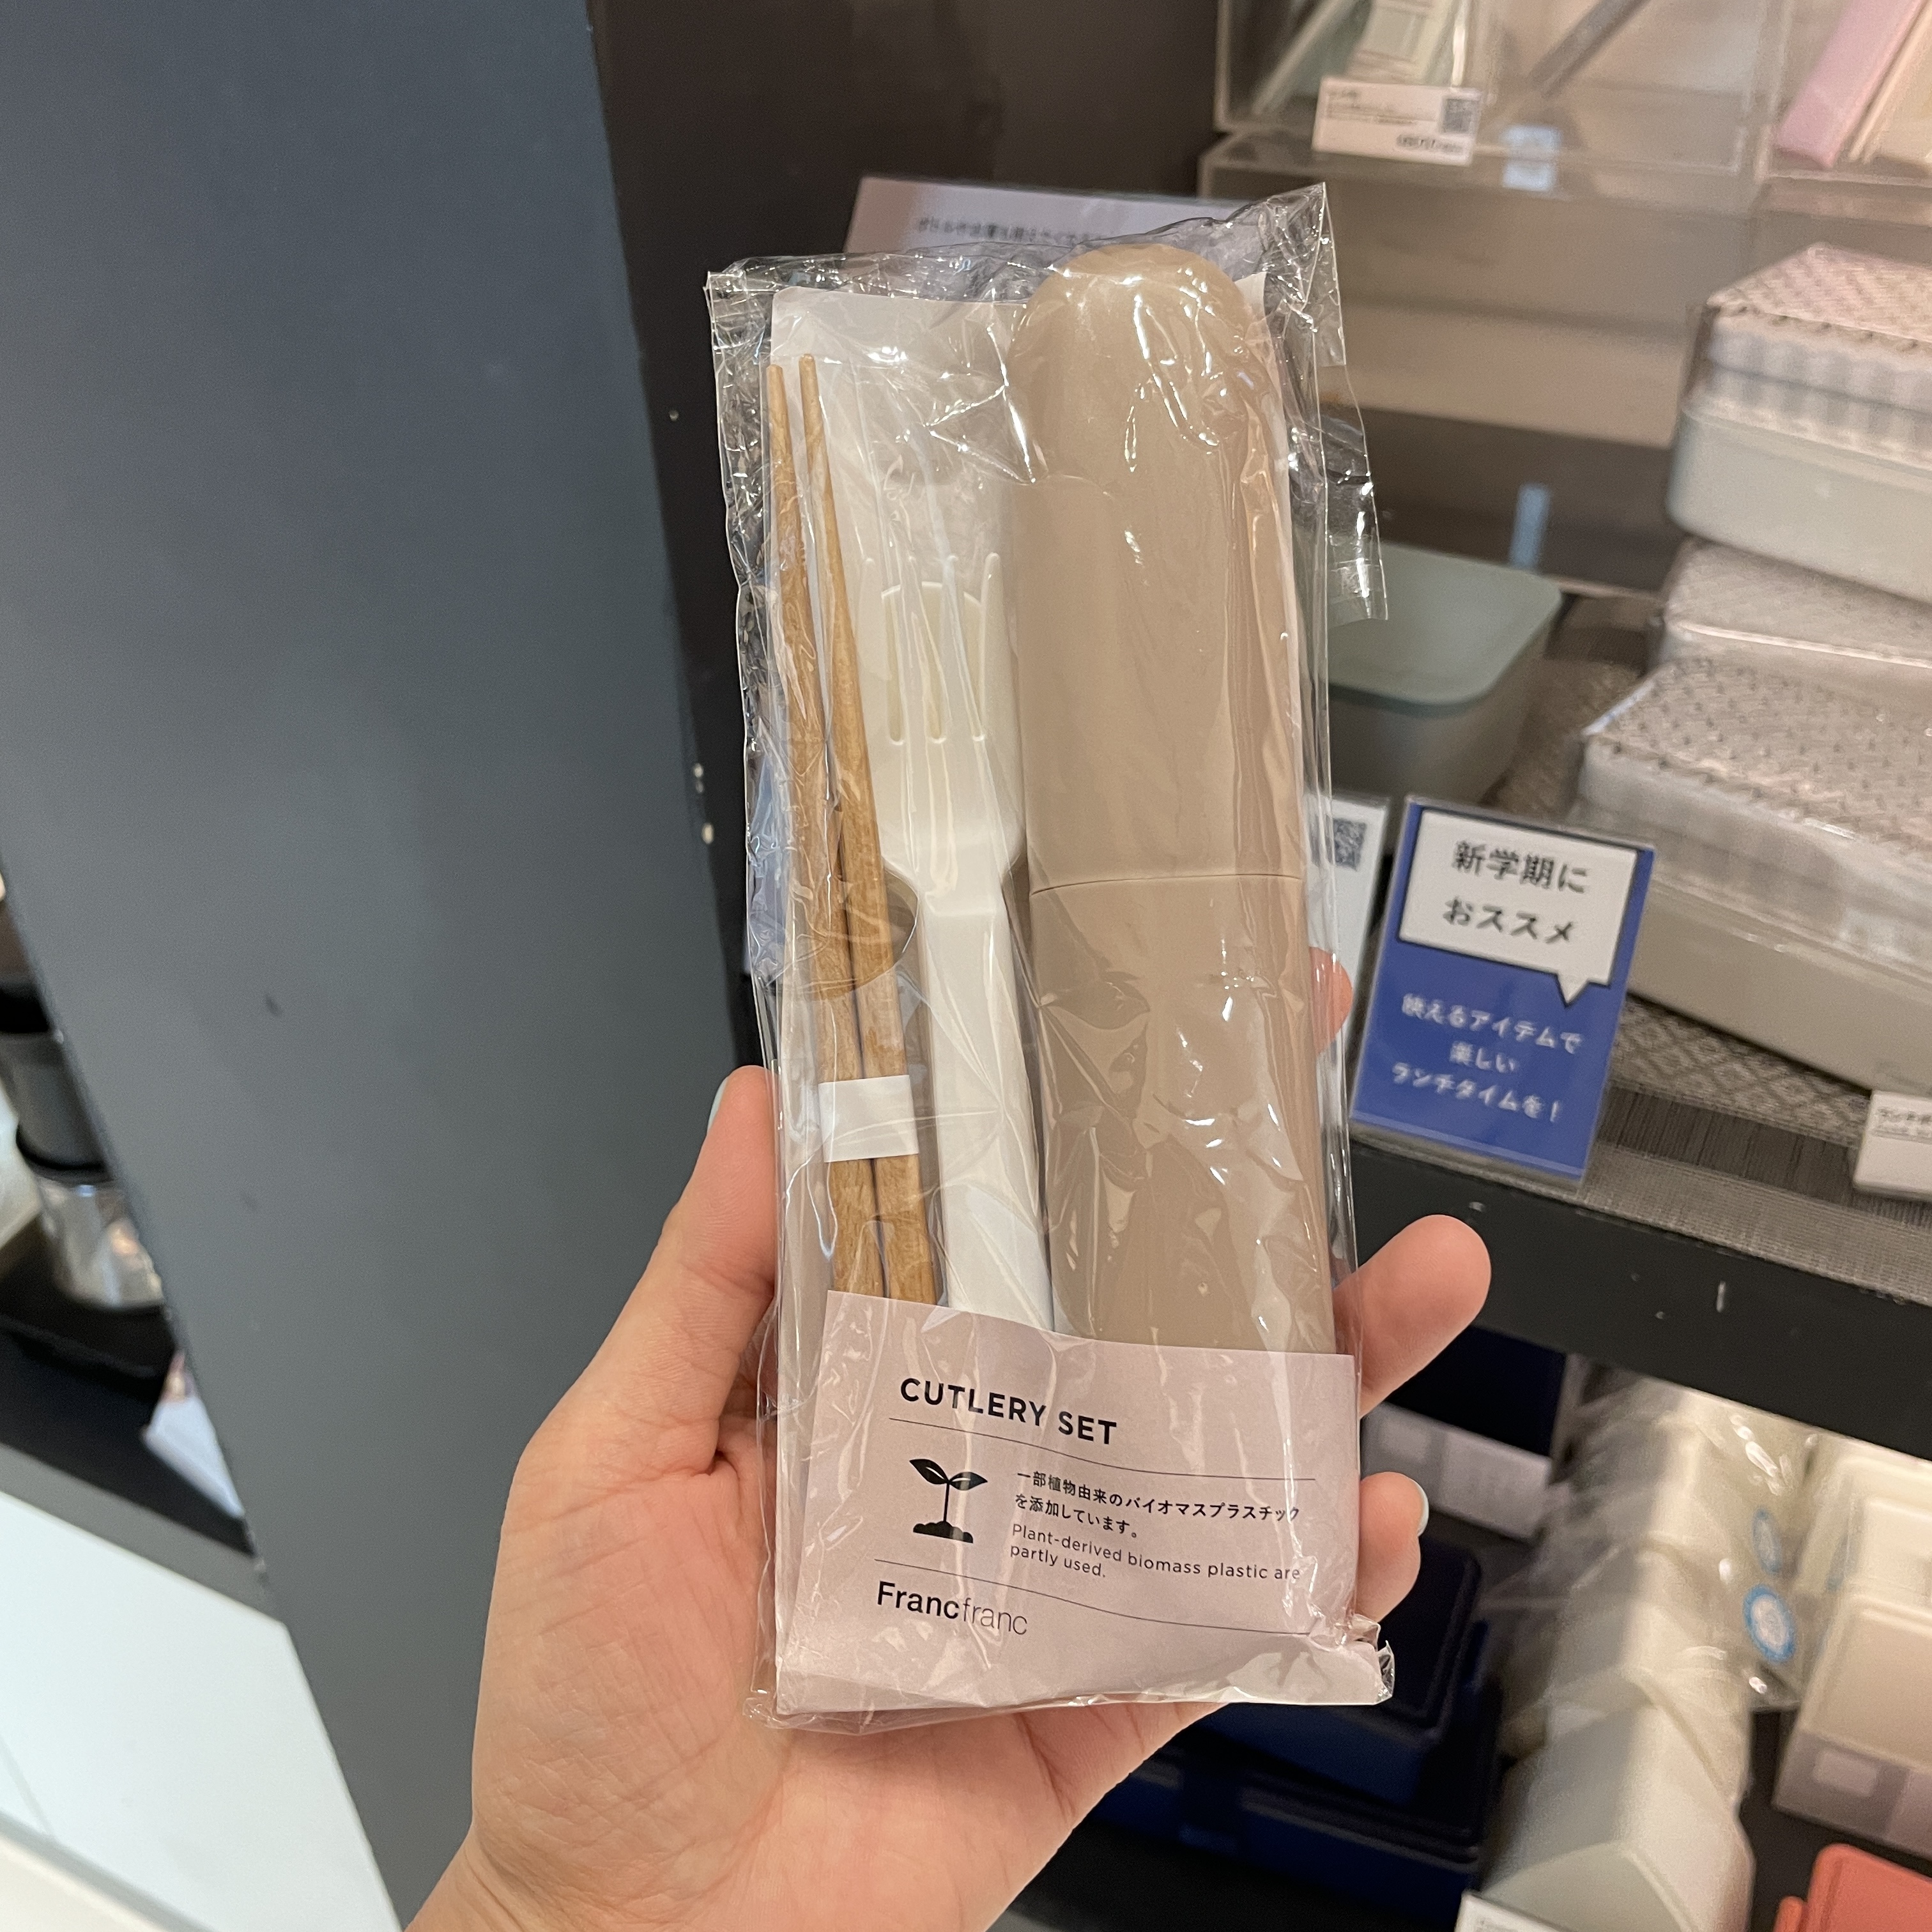 新学期に
おススメ
映えるアイテムで
楽しい
ランチタイムを！
CUTLERY SET
一部植物由来のバイオマスプラスチック
を添加しています。
Plant-derived biomass plastic are
partly used.
Francfranc